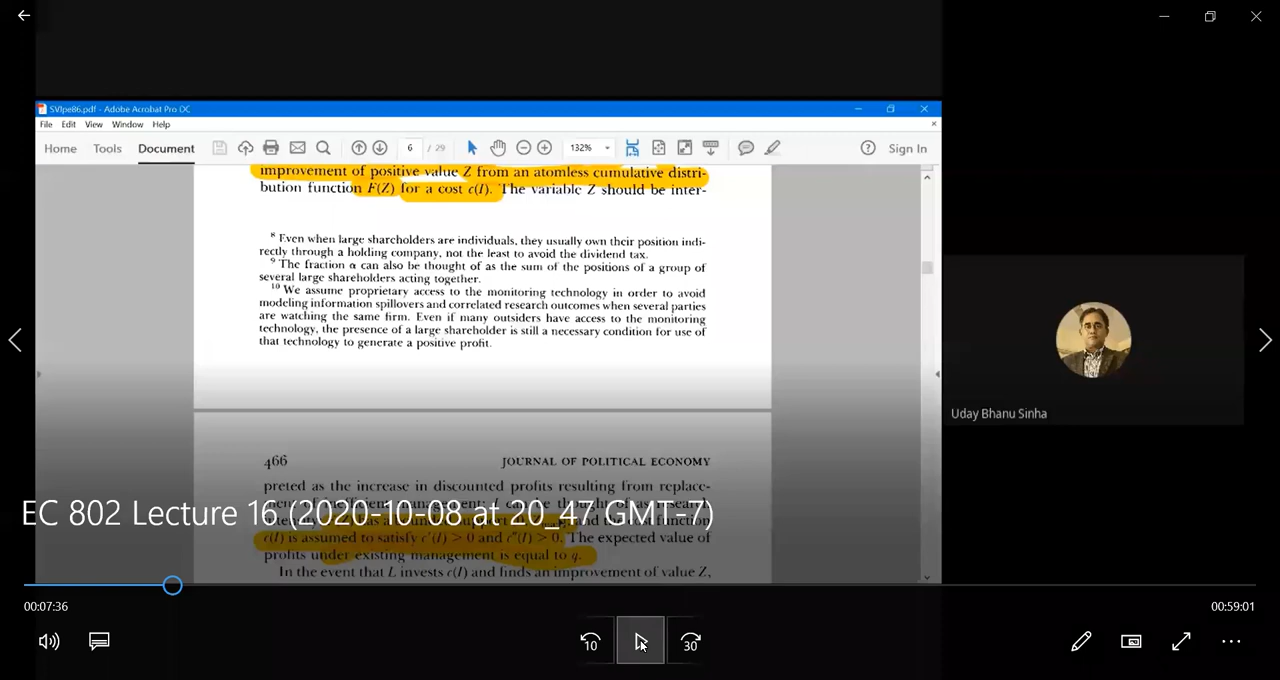 SVJpe86.pdf - Adobe Acrobat Pro DC
File Edit View Window Help
Home Tools Document 6 / 29 132% Sign In
improvement of positive value Z from an atomless cumulative distri-
bution function F(Z) for a cost c(I). The variable Z should be inter-
8 Even when large shareholders are individuals, they usually own their position indi-
rectly through a holding company, not the least to avoid the dividend tax.
9 The fraction α can also be thought of as the sum of the positions of a group of
several large shareholders acting together.
10 We assume proprietary access to the monitoring technology in order to avoid
modeling information spillovers and correlated research outcomes when several parties
are watching the same firm. Even if many outsiders have access to the monitoring
technology, the presence of a large shareholder is still a necessary condition for use of
that technology to generate a positive profit.
466 JOURNAL OF POLITICAL ECONOMY
preted as the increase in discounted profits resulting from replace-
and the cost function
c(I) is assumed to satisfy c'(I) > 0 and c''(I) > 0. The expected value of
profits under existing management is equal to q.
In the event that L invests c(I) and finds an improvement of value Z,
Uday Bhanu Sinha
EC 802 Lecture 16 (2020-10-08 at 20_47 GMT-7)
00:07:36 00:59:01
10 30